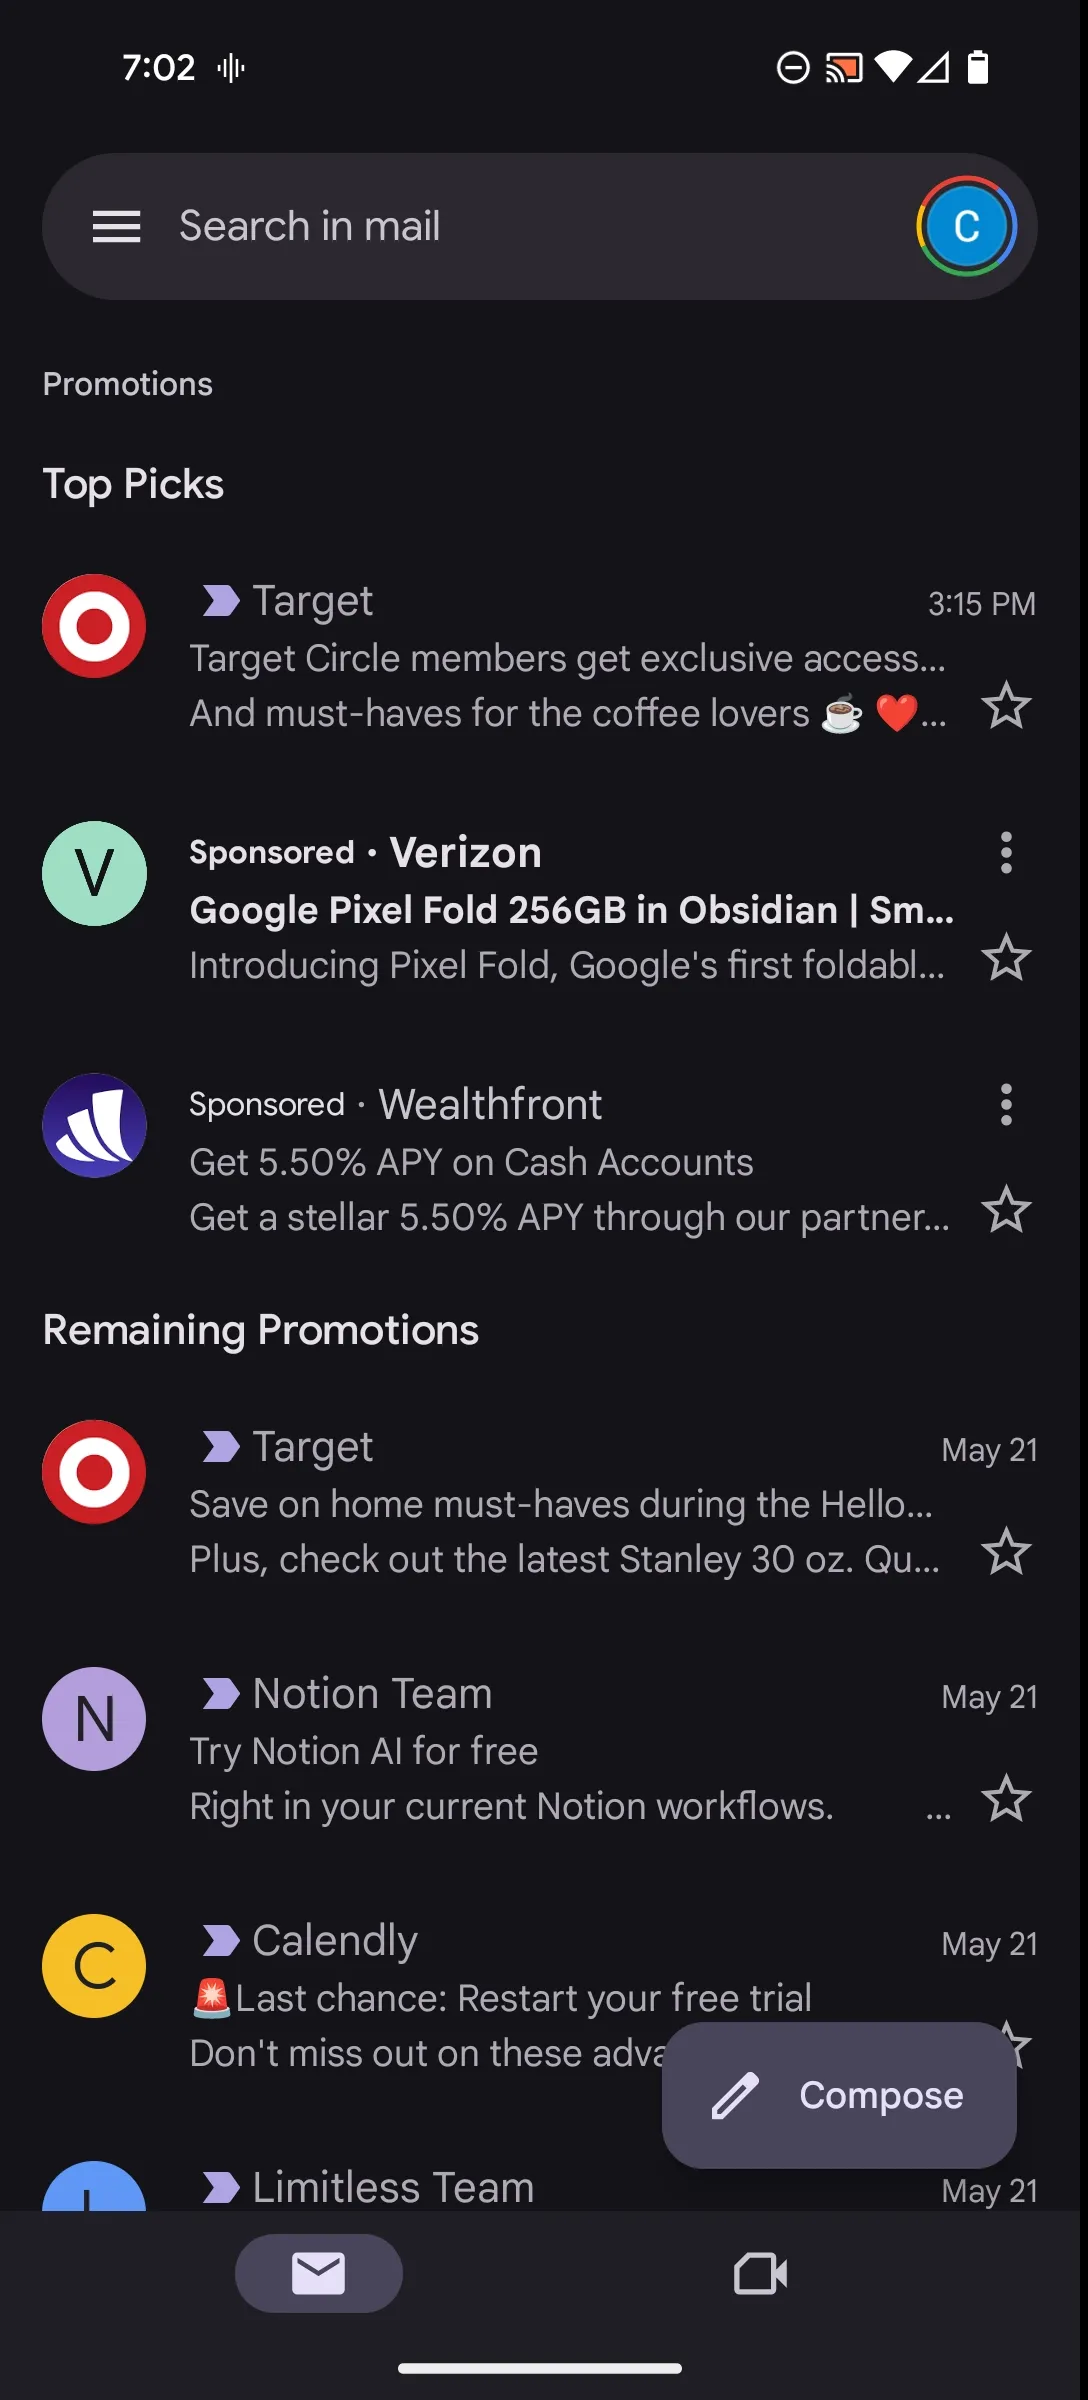 7:02
Search in mail
C
Promotions
Top Picks
Target
3:15 PM
Target Circle members get exclusive access...
And must-haves for the coffee lovers ☕ ❤️...
V
Sponsored · Verizon
Google Pixel Fold 256GB in Obsidian | Sm...
Introducing Pixel Fold, Google's first foldabl...
Sponsored · Wealthfront
Get 5.50% APY on Cash Accounts
Get a stellar 5.50% APY through our partner...
Remaining Promotions
Target
May 21
Save on home must-haves during the Hello...
Plus, check out the latest Stanley 30 oz. Qu...
N
Notion Team
May 21
Try Notion AI for free
Right in your current Notion workflows. ...
C
Calendly
May 21
🚨Last chance: Restart your free trial
Don't miss out on these adva
Compose
Limitless Team
May 21